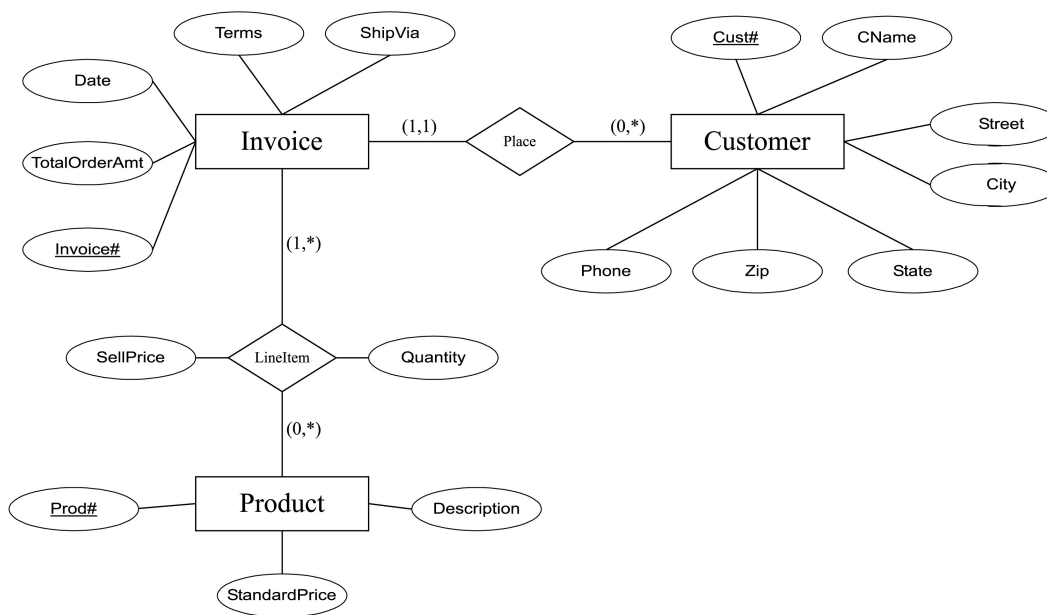 Terms
ShipVia
Cust#
CName
Date
Invoice
(1,1)
Place
(0,*)
Customer
Street
TotalOrderAmt
City
Invoice#
(1,*)
Phone
Zip
State
SellPrice
LineItem
Quantity
(0,*)
Prod#
Product
Description
StandardPrice